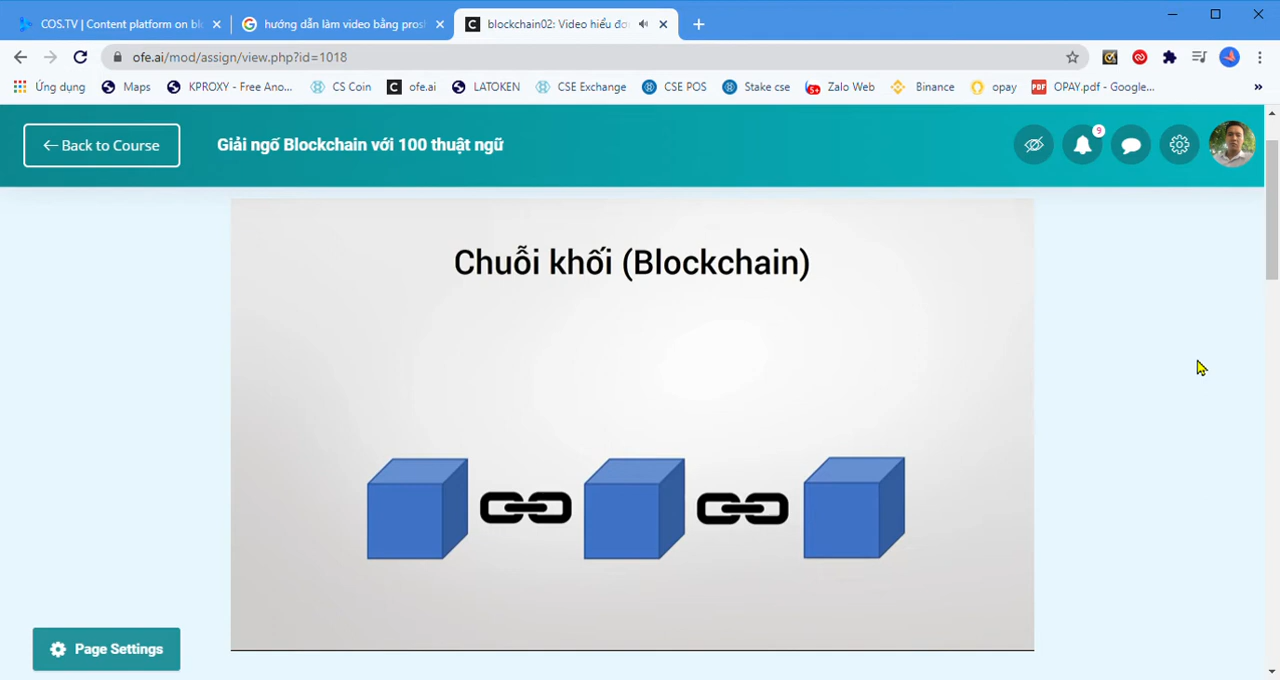 COS.TV | Content platform on blo
hướng dẫn làm video bằng prosh
blockchain02: Video hiểu đơ
ofe.ai/mod/assign/view.php?id=1018
Ứng dụng
Maps
KPROXY - Free Ano...
CS Coin
ofe.ai
LATOKEN
CSE Exchange
CSE POS
Stake cse
Zalo Web
Binance
opay
PDF
OPAY.pdf - Google...
»
Back to Course
Giải ngố Blockchain với 100 thuật ngữ
9
Chuỗi khối (Blockchain)
Page Settings